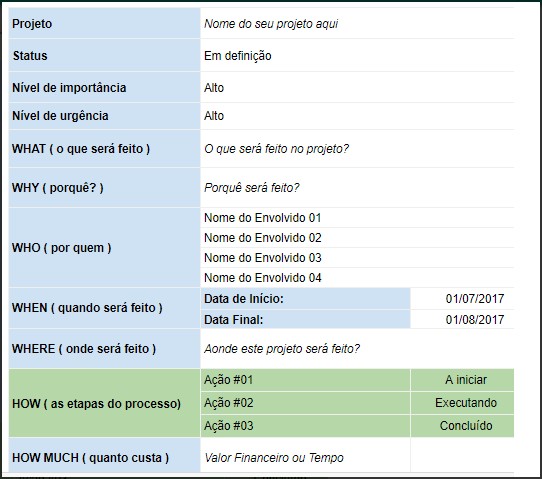 Projeto Nome do seu projeto aqui
Status Em definição
Nível de importância Alto
Nível de urgência Alto
WHAT ( o que será feito ) O que será feito no projeto?
WHY ( porquê? ) Porquê será feito?
WHO ( por quem )
Nome do Envolvido 01
Nome do Envolvido 02
Nome do Envolvido 03
Nome do Envolvido 04
WHEN ( quando será feito )
Data de Início: 01/07/2017
Data Final: 01/08/2017
WHERE ( onde será feito ) Aonde este projeto será feito?
HOW ( as etapas do processo)
Ação #01 A iniciar
Ação #02 Executando
Ação #03 Concluído
HOW MUCH ( quanto custa ) Valor Financeiro ou Tempo